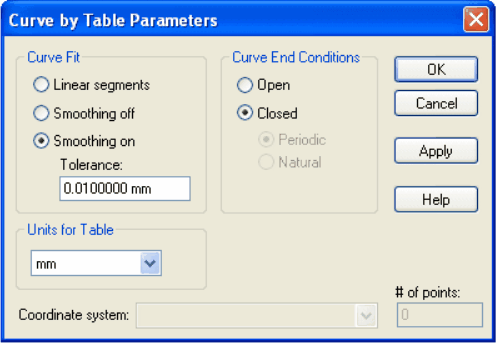 Curve by Table Parameters
Curve Fit
Linear segments
Smoothing off
Smoothing on
Tolerance:
0.0100000 mm
Curve End Conditions
Open
Closed
Periodic
Natural
OK
Cancel
Apply
Help
Units for Table
mm
Coordinate system:
# of points:
0